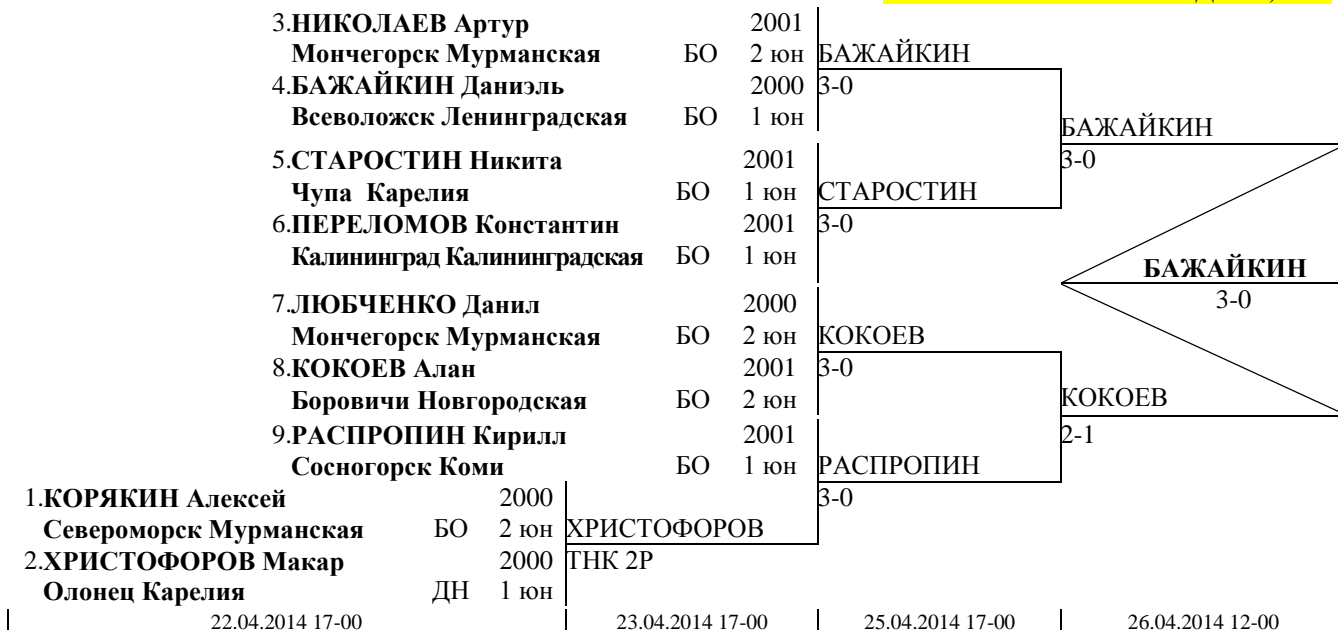 3.НИКОЛАЕВ Артур 2001
Мончегорск Мурманская БО 2 юн БАЖАЙКИН
4.БАЖАЙКИН Даниэль 2000 3-0
Всеволожск Ленинградская БО 1 юн
БАЖАЙКИН
5.СТАРОСТИН Никита 2001 3-0
Чупа Карелия БО 1 юн СТАРОСТИН
6.ПЕРЕЛОМОВ Константин 2001 3-0
Калининград Калининградская БО 1 юн
БАЖАЙКИН
7.ЛЮБЧЕНКО Данил 2000 3-0
Мончегорск Мурманская БО 2 юн КОКОЕВ
8.КОКОЕВ Алан 2001 3-0
Боровичи Новгородская БО 2 юн КОКОЕВ
9.РАСПРОПИН Кирилл 2001 2-1
Сосногорск Коми БО 1 юн РАСПРОПИН
1.КОРЯКИН Алексей 2000 3-0
Североморск Мурманская БО 2 юн ХРИСТОФОРОВ
2.ХРИСТОФОРОВ Макар 2000 ТНК 2Р
Олонец Карелия ДН 1 юн
22.04.2014 17-00 23.04.2014 17-00 25.04.2014 17-00 26.04.2014 12-00